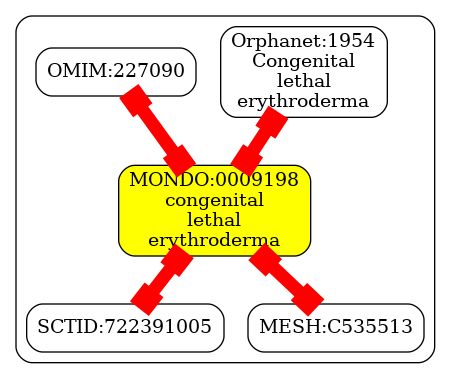 OMIM:227090
Orphanet:1954
Congenital
lethal
erythroderma
MONDO:0009198
congenital
lethal
erythroderma
SCTID:722391005
MESH:C535513